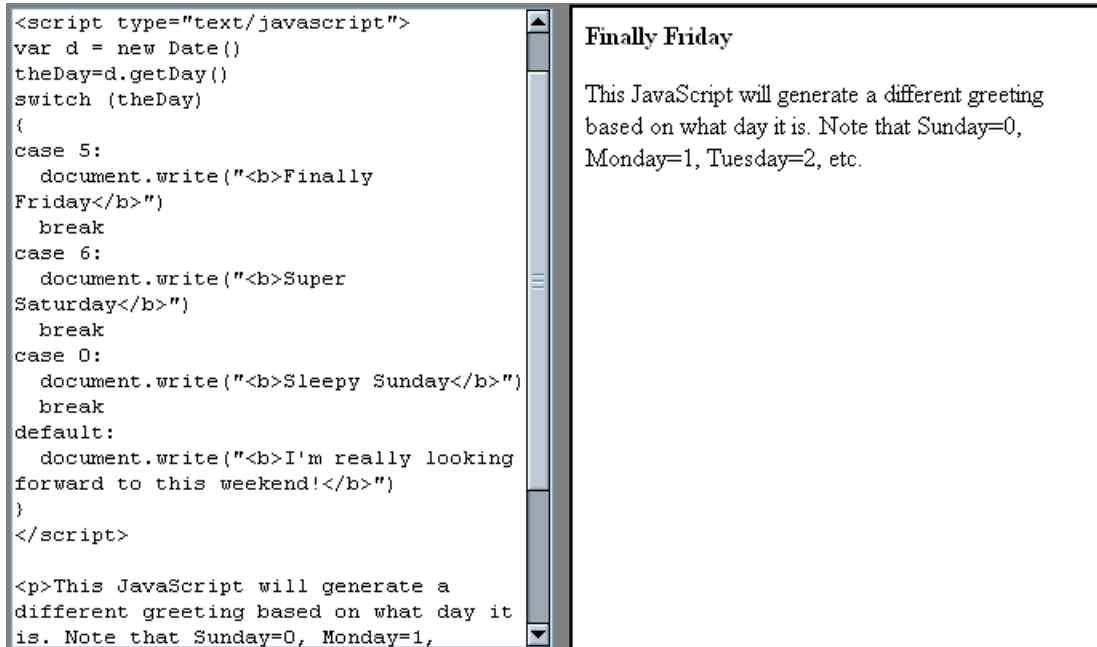 <script type="text/javascript">
var d = new Date()
theDay=d.getDay()
switch (theDay)
{
case 5:
  document.write("<b>Finally
Friday</b>")
  break
case 6:
  document.write("<b>Super
Saturday</b>")
  break
case 0:
  document.write("<b>Sleepy Sunday</b>")
  break
default:
  document.write("<b>I'm really looking
forward to this weekend!</b>")
}
</script>

<p>This JavaScript will generate a
different greeting based on what day it
is. Note that Sunday=0, Monday=1,
Finally Friday
This JavaScript will generate a different greeting
based on what day it is. Note that Sunday=0,
Monday=1, Tuesday=2, etc.